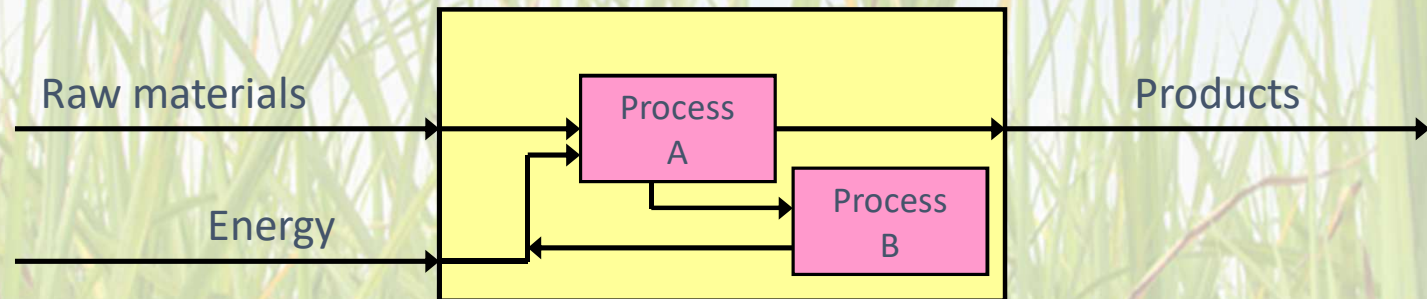 Raw materials
Process
A
Products
Process
B
Energy